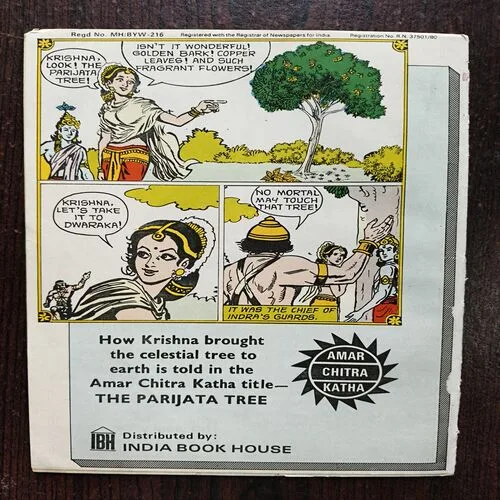 Regd No. MH:BYW-216 Registered with the Registrar of Newspapers for India Registration No. R.N. 37501/80
KRISHNA,
LOOK! THE
PARIJATA
TREE!
ISN'T IT WONDERFUL!
GOLDEN BARK! COPPER
LEAVES! AND SUCH
FRAGRANT FLOWERS!
KRISHNA,
LET'S TAKE
IT TO
DWARAKA!
NO MORTAL
MAY TOUCH
THAT TREE!
IT WAS THE CHIEF OF
INDRA'S GUARDS.
How Krishna brought
the celestial tree to
earth is told in the
Amar Chitra Katha title—
THE PARIJATA TREE
AMAR
CHITRA
KATHA
IBH
Distributed by:
INDIA BOOK HOUSE